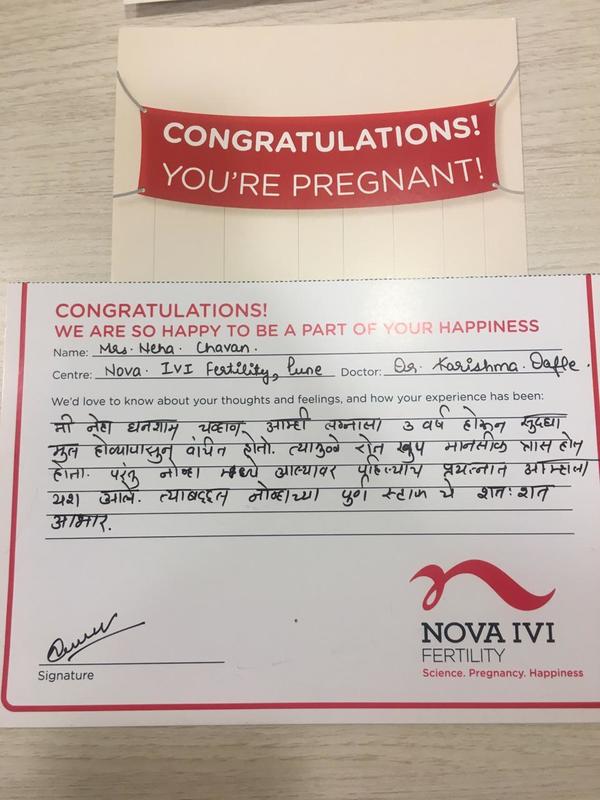 CONGRATULATIONS!
YOU'RE PREGNANT!
CONGRATULATIONS!
WE ARE SO HAPPY TO BE A PART OF YOUR HAPPINESS
Name: Mrs. Neha. Chavan.
Centre: Nova. IVI Fertility, Pune Doctor: Dr. Karishma. Dafle.
We'd love to know about your thoughts and feelings, and how your experience has been:
मी नेहा घनशाम चव्हाण आम्ही लग्नाला ३ वर्ष होऊन सुद्धा
मुल होण्यापासुन वंचित होतो. त्यामुळे रोज खुप मानसीक त्रास होत
होता. परंतु नोव्हा मध्ये आल्यावर पहिल्याच प्रयत्नात आम्हाला
यश आले. त्याबद्दल नोव्हाच्या पुर्ण स्टाफ चे शतः शत
आभार.
Signature
NOVA IVI
FERTILITY
Science. Pregnancy. Happiness